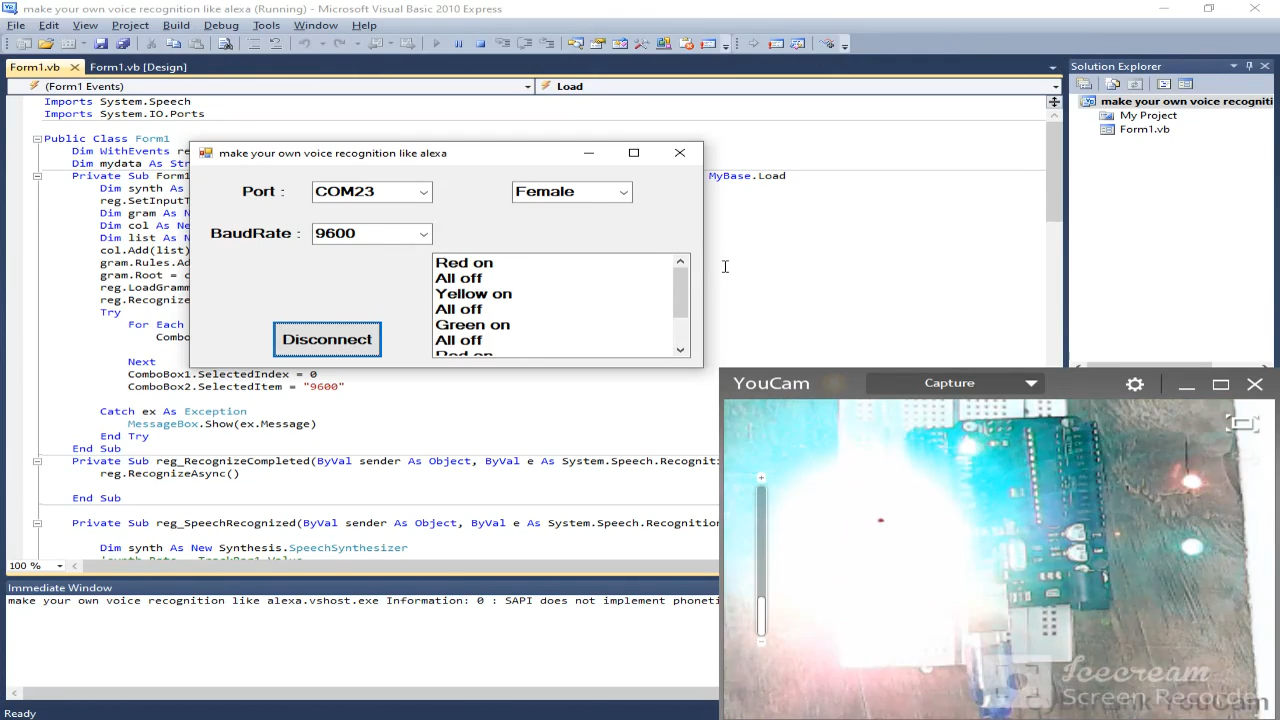 make your own voice recognition like alexa (Running) - Microsoft Visual Basic 2010 Express
File Edit View Project Build Debug Tools Window Help
Form1.vb Form1.vb [Design]
Solution Explorer
(Form1 Events) Load
make your own voice recogniti
My Project
Form1.vb
Imports System.Speech
Imports System.IO.Ports
Public Class Form1
Dim WithEvents re
Dim mydata As Str
Private Sub Form1 MyBase.Load
Dim synth As
reg.SetInputT
Dim gram As N
Dim col As Ne
Dim list As N
col.Add(list)
gram.Rules.Ad
gram.Root = c
reg.LoadGramm
reg.Recognize
Try
For Each
Combo
Next
ComboBox1.SelectedIndex = 0
ComboBox2.SelectedItem = "9600"
Catch ex As Exception
MessageBox.Show(ex.Message)
End Try
End Sub
Private Sub reg_RecognizeCompleted(ByVal sender As Object, ByVal e As System.Speech.Recogniti
reg.RecognizeAsync()
End Sub
Private Sub reg_SpeechRecognized(ByVal sender As Object, ByVal e As System.Speech.Recognition
Dim synth As New Synthesis.SpeechSynthesizer
make your own voice recognition like alexa
Port : COM23 Female
BaudRate : 9600
Red on
All off
Yellow on
All off
Green on
All off
Red on
Disconnect
100 %
Immediate Window
make your own voice recognition like alexa.vshost.exe Information: 0 : SAPI does not implement phoneti
Ready
YouCam Capture
Icecream
Screen Recorder
YouCam